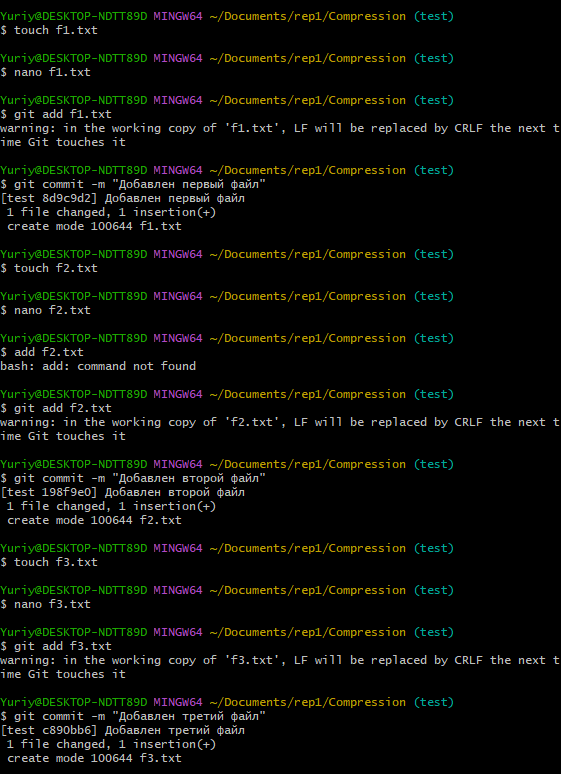 Yuriy@DESKTOP-NDTT89D MINGW64 ~/Documents/rep1/Compression (test)
$ touch f1.txt
Yuriy@DESKTOP-NDTT89D MINGW64 ~/Documents/rep1/Compression (test)
$ nano f1.txt
Yuriy@DESKTOP-NDTT89D MINGW64 ~/Documents/rep1/Compression (test)
$ git add f1.txt
warning: in the working copy of 'f1.txt', LF will be replaced by CRLF the next t
ime Git touches it
Yuriy@DESKTOP-NDTT89D MINGW64 ~/Documents/rep1/Compression (test)
$ git commit -m "Добавлен первый файл"
[test 8d9c9d2] Добавлен первый файл
 1 file changed, 1 insertion(+)
 create mode 100644 f1.txt
Yuriy@DESKTOP-NDTT89D MINGW64 ~/Documents/rep1/Compression (test)
$ touch f2.txt
Yuriy@DESKTOP-NDTT89D MINGW64 ~/Documents/rep1/Compression (test)
$ nano f2.txt
Yuriy@DESKTOP-NDTT89D MINGW64 ~/Documents/rep1/Compression (test)
$ add f2.txt
bash: add: command not found
Yuriy@DESKTOP-NDTT89D MINGW64 ~/Documents/rep1/Compression (test)
$ git add f2.txt
warning: in the working copy of 'f2.txt', LF will be replaced by CRLF the next t
ime Git touches it
Yuriy@DESKTOP-NDTT89D MINGW64 ~/Documents/rep1/Compression (test)
$ git commit -m "Добавлен второй файл"
[test 198f9e0] Добавлен второй файл
 1 file changed, 1 insertion(+)
 create mode 100644 f2.txt
Yuriy@DESKTOP-NDTT89D MINGW64 ~/Documents/rep1/Compression (test)
$ touch f3.txt
Yuriy@DESKTOP-NDTT89D MINGW64 ~/Documents/rep1/Compression (test)
$ nano f3.txt
Yuriy@DESKTOP-NDTT89D MINGW64 ~/Documents/rep1/Compression (test)
$ git add f3.txt
warning: in the working copy of 'f3.txt', LF will be replaced by CRLF the next t
ime Git touches it
Yuriy@DESKTOP-NDTT89D MINGW64 ~/Documents/rep1/Compression (test)
$ git commit -m "Добавлен третий файл"
[test c890bb6] Добавлен третий файл
 1 file changed, 1 insertion(+)
 create mode 100644 f3.txt